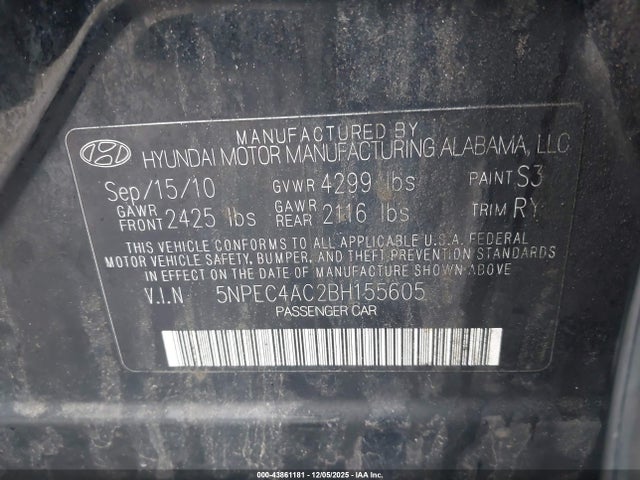 MANUFACTURED BY
HYUNDAI MOTOR MANUFACTURING ALABAMA, LLC
Sep/15/10 GVWR 4299 lbs PAINT S3
GAWR FRONT 2425 lbs GAWR REAR 2116 lbs TRIM RY
THIS VEHICLE CONFORMS TO ALL APPLICABLE U.S.A. FEDERAL
MOTOR VEHICLE SAFETY, BUMPER, AND THEFT PREVENTION STANDARDS
IN EFFECT ON THE DATE OF MANUFACTURE SHOWN ABOVE.
V.I.N 5NPEC4AC2BH155605
PASSENGER CAR
000-43861181 - 12/05/2025 - IAA Inc.